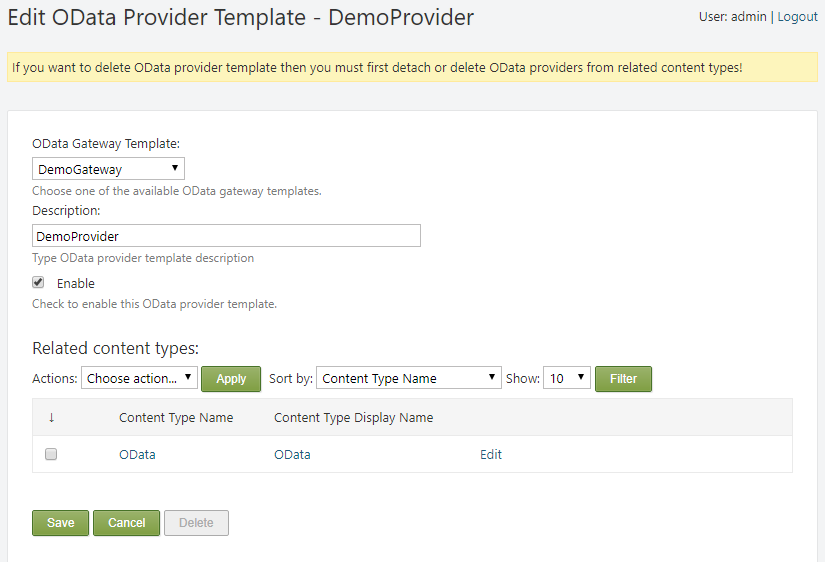 Edit OData Provider Template - DemoProvider
User: admin | Logout
If you want to delete OData provider template then you must first detach or delete OData providers from related content types!
OData Gateway Template:
DemoGateway
Choose one of the available OData gateway templates.
Description:
DemoProvider
Type OData provider template description
Enable
Check to enable this OData provider template.
Related content types:
Actions: Choose action... Apply Sort by: Content Type Name Show: 10 Filter
↓ Content Type Name Content Type Display Name
OData OData Edit
Save Cancel Delete